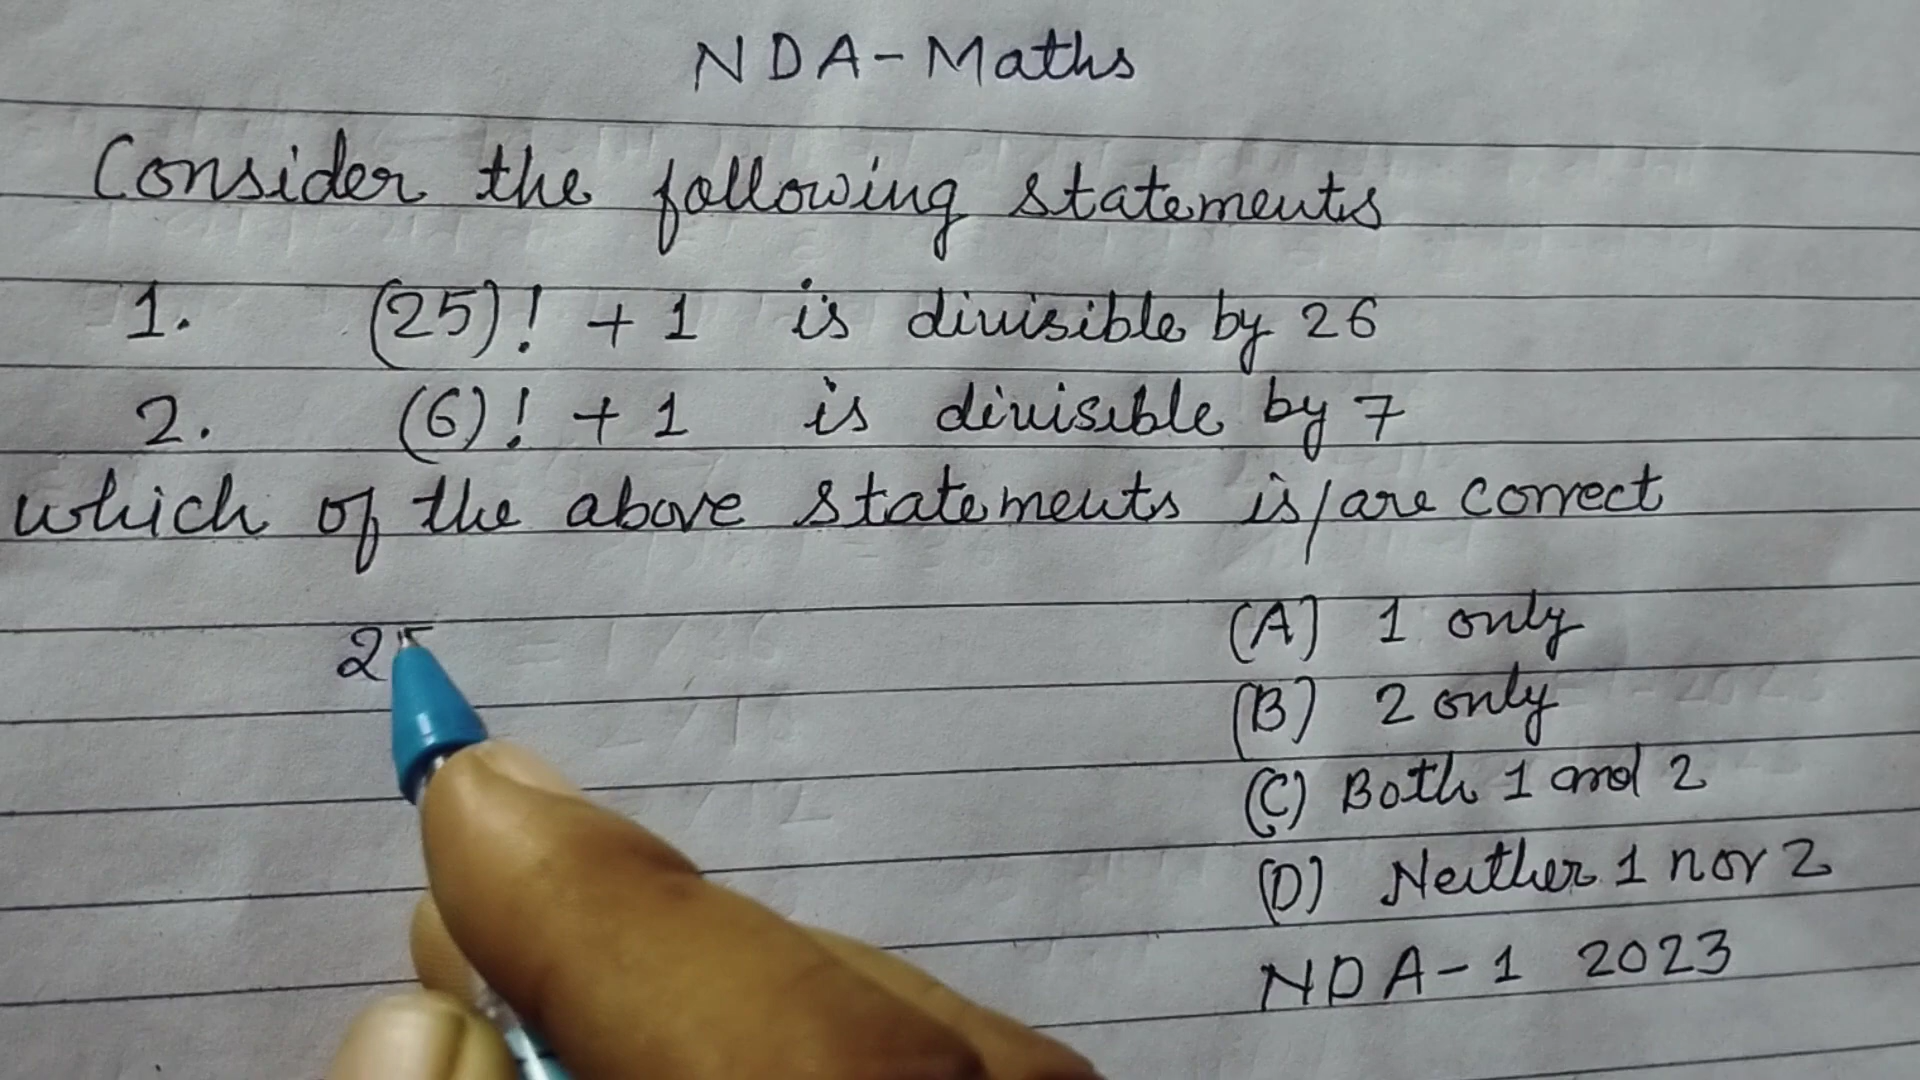 NDA-Maths
Consider the following statements
1. (25)! + 1 is divisible by 26
2. (6)! + 1 is divisible by 7
which of the above statements is/are correct
(A) 1 only
(B) 2 only
(C) Both 1 and 2
(D) Neither 1 nor 2
NDA-1 2023
25